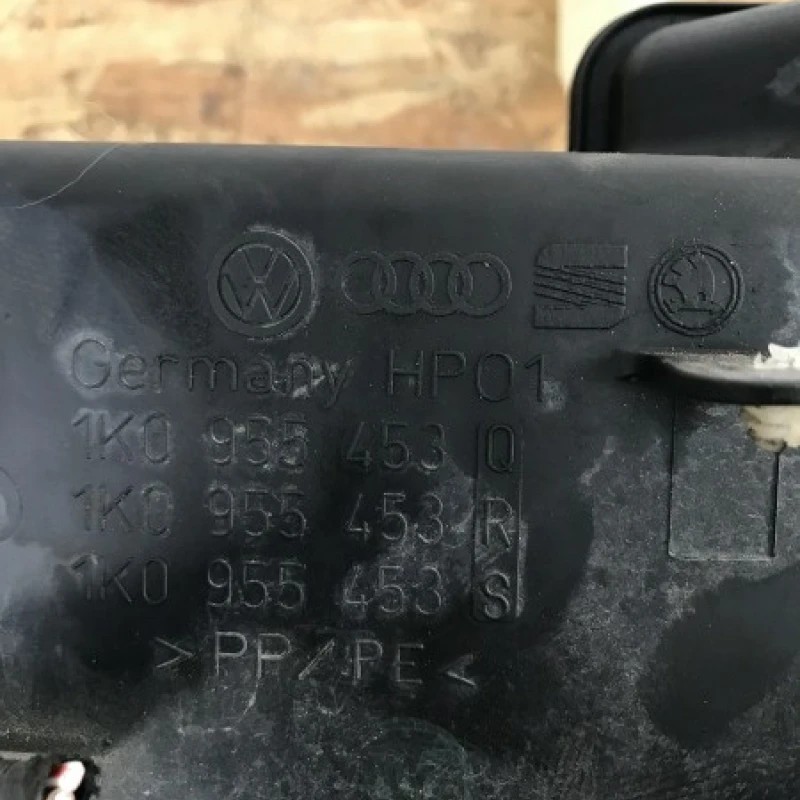 Germany HP01
1K0 955 453 Q
1K0 955 453 R
1K0 955 453 S
>PP/PE<